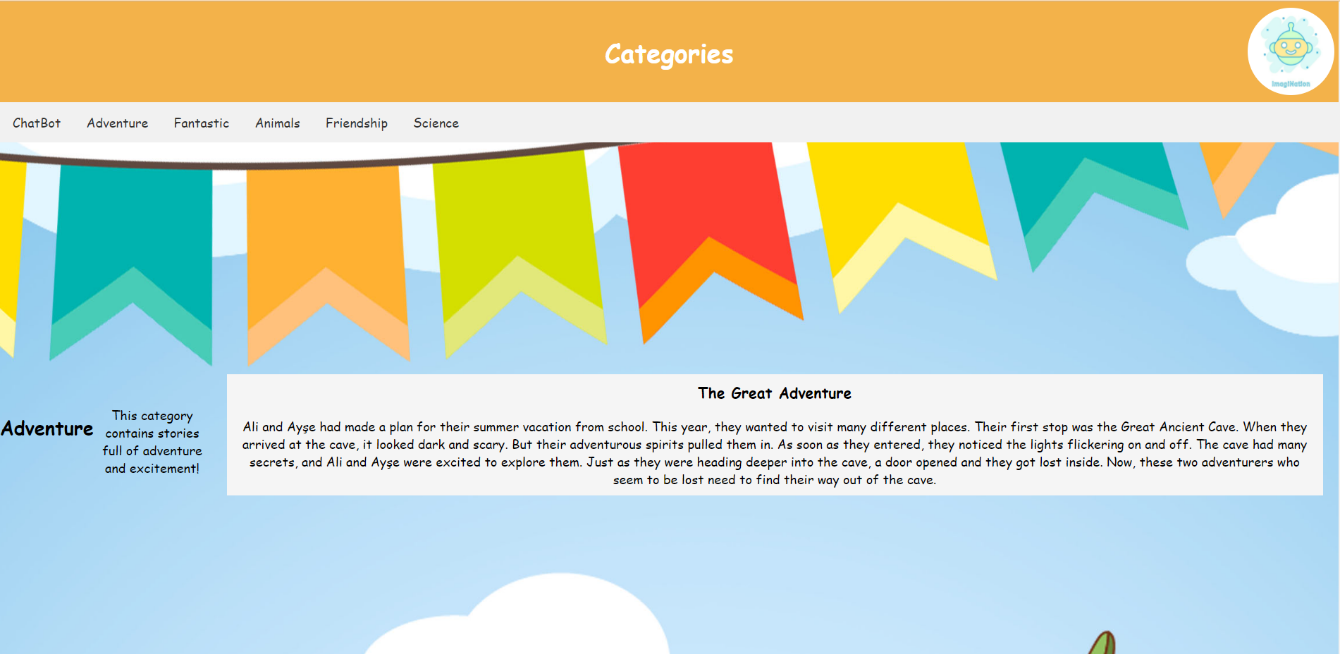 Categories
ImagiNation
ChatBot Adventure Fantastic Animals Friendship Science
Adventure
This category
contains stories
full of adventure
and excitement!
The Great Adventure
Ali and Ayşe had made a plan for their summer vacation from school. This year, they wanted to visit many different places. Their first stop was the Great Ancient Cave. When they
arrived at the cave, it looked dark and scary. But their adventurous spirits pulled them in. As soon as they entered, they noticed the lights flickering on and off. The cave had many
secrets, and Ali and Ayşe were excited to explore them. Just as they were heading deeper into the cave, a door opened and they got lost inside. Now, these two adventurers who
seem to be lost need to find their way out of the cave.